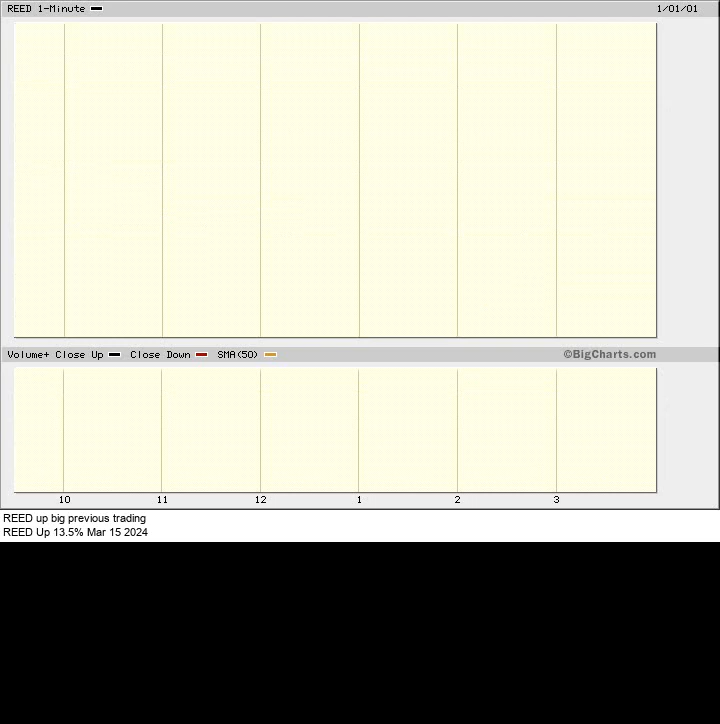 REED 1-Minute 1/01/01
Volume+ Close Up Close Down SMA(50) ©BigCharts.com
10 11 12 1 2 3
REED up big previous trading
REED Up 13.5% Mar 15 2024